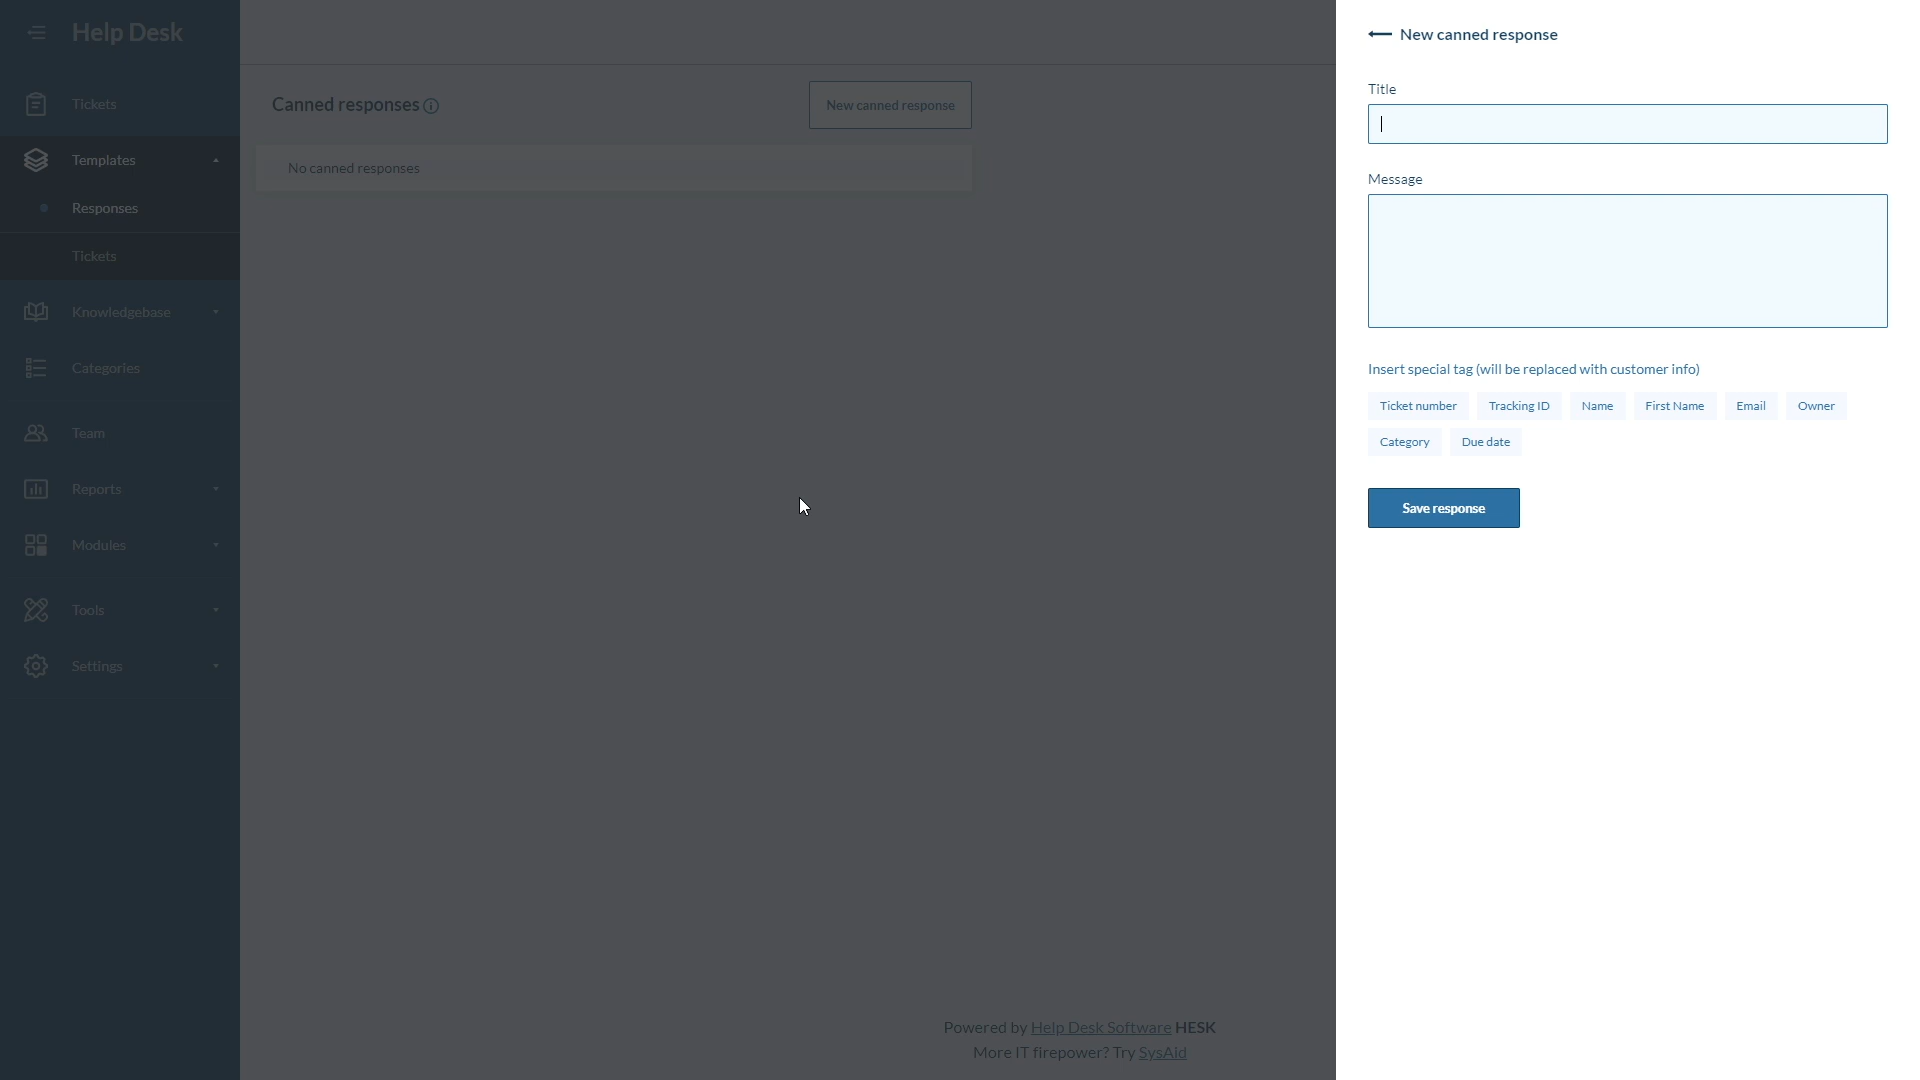 Help Desk
Tickets
Templates
Responses
Tickets
Knowledgebase
Categories
Team
Reports
Modules
Tools
Settings
Canned responses
New canned response
No canned responses
Powered by Help Desk Software HESK
More IT firepower? Try SysAid
New canned response
Title
Message
Insert special tag (will be replaced with customer info)
Ticket number Tracking ID Name First Name Email Owner
Category Due date
Save response